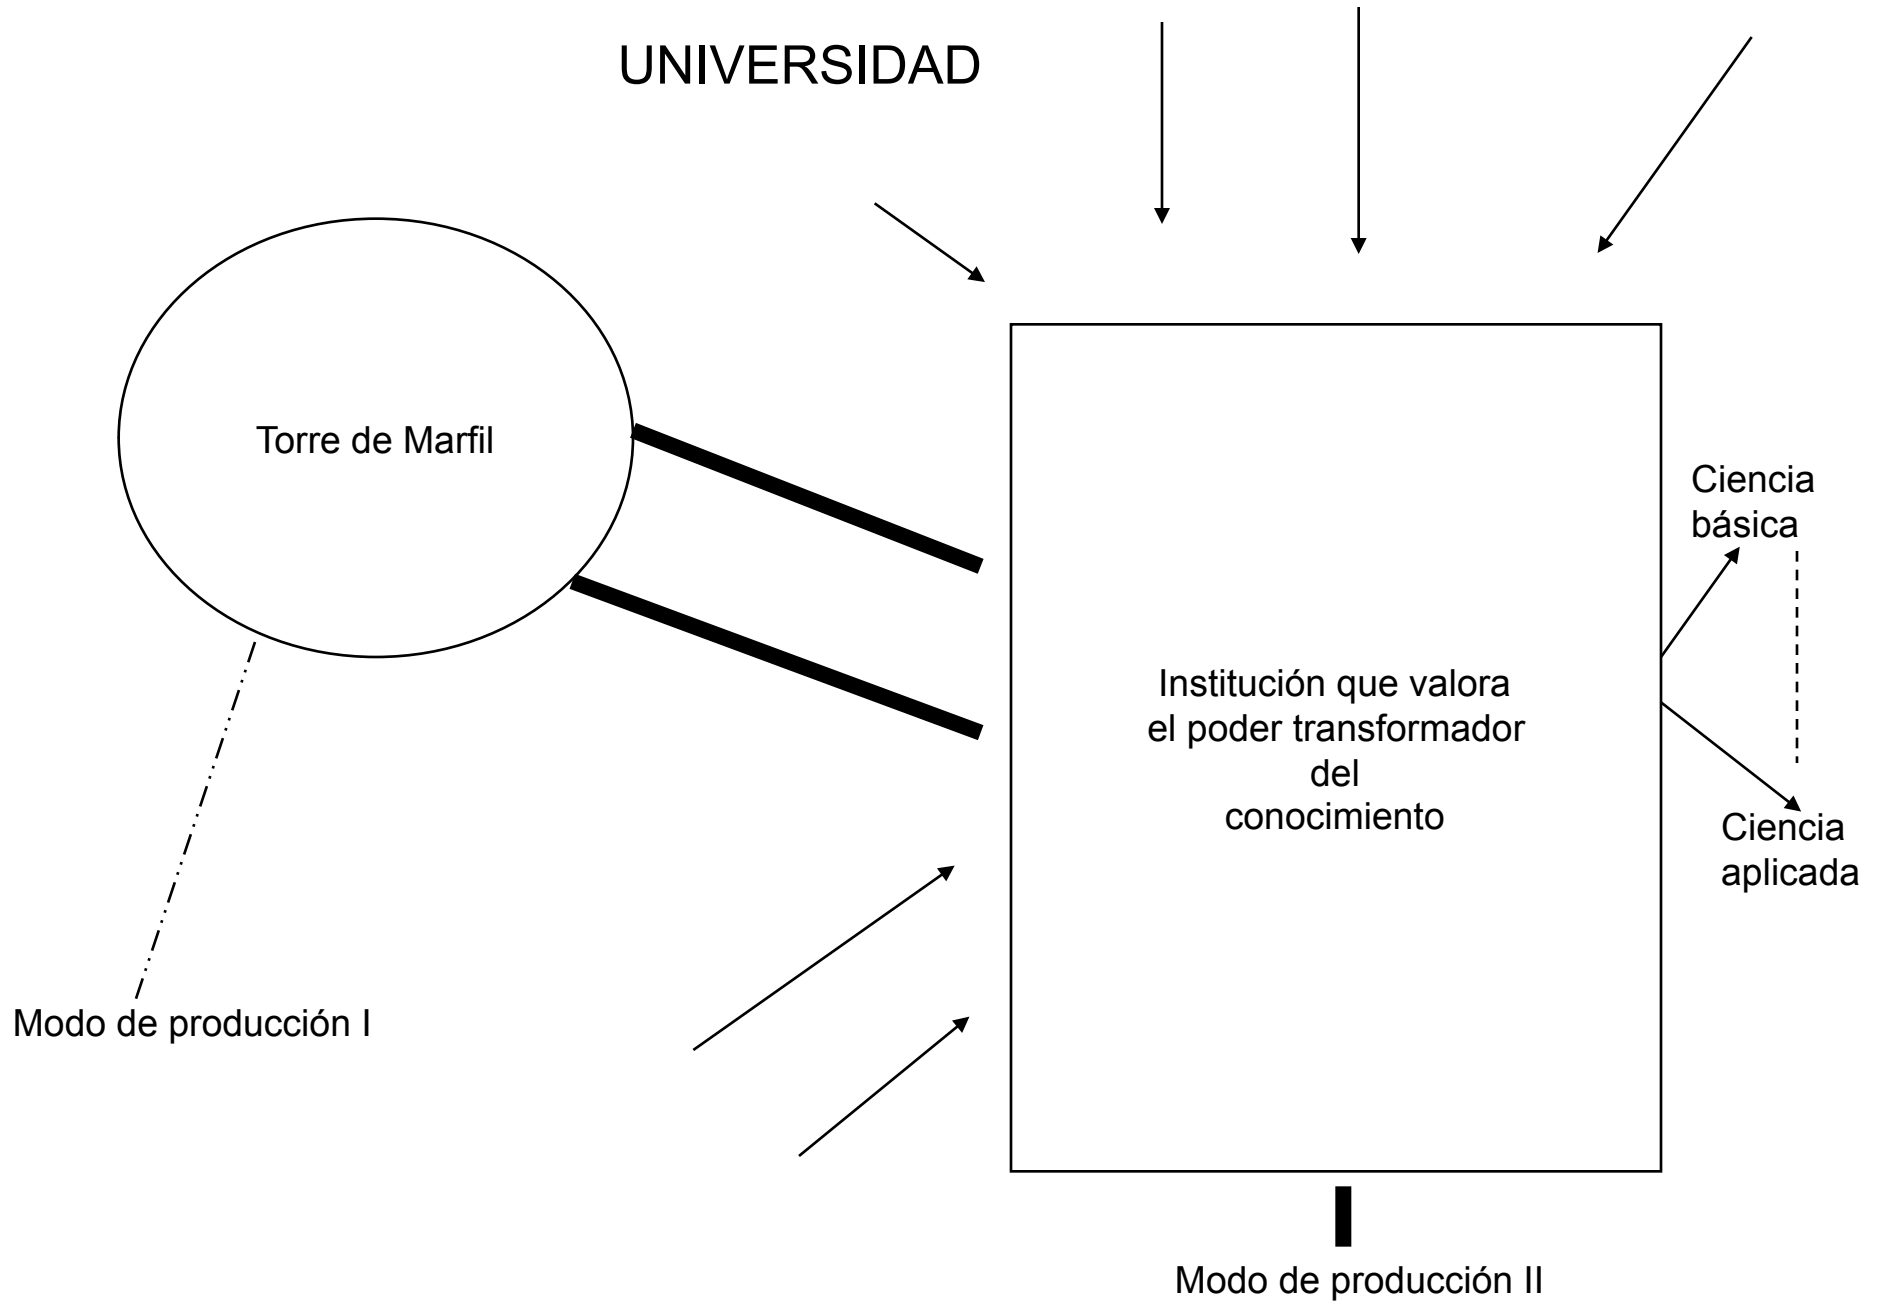 UNIVERSIDAD
Torre de Marfil
Ciencia
básica
Institución que valora
el poder transformador
del
conocimiento
Ciencia
aplicada
Modo de producción I
Modo de producción II